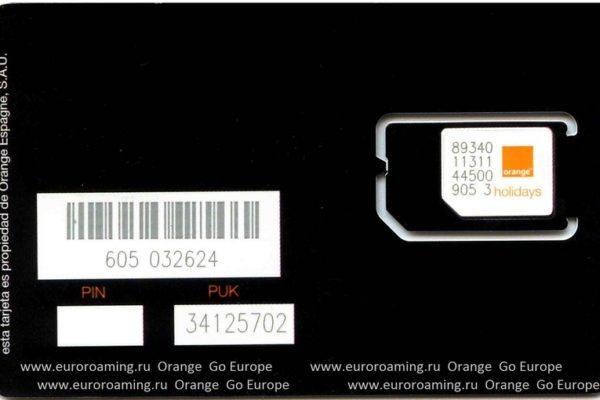 esta tarjeta es propiedad de Orange Espagne, S.A.U.
89340
11311
44500
905 3
orange
holidays
605 032624
PIN
PUK
34125702
www.euroroaming.ru Orange Go Europe
www.euroroaming.ru Orange Go Europe
www.euroroaming.ru Orange Go Europe
www.euroroaming.ru Orange Go Europe